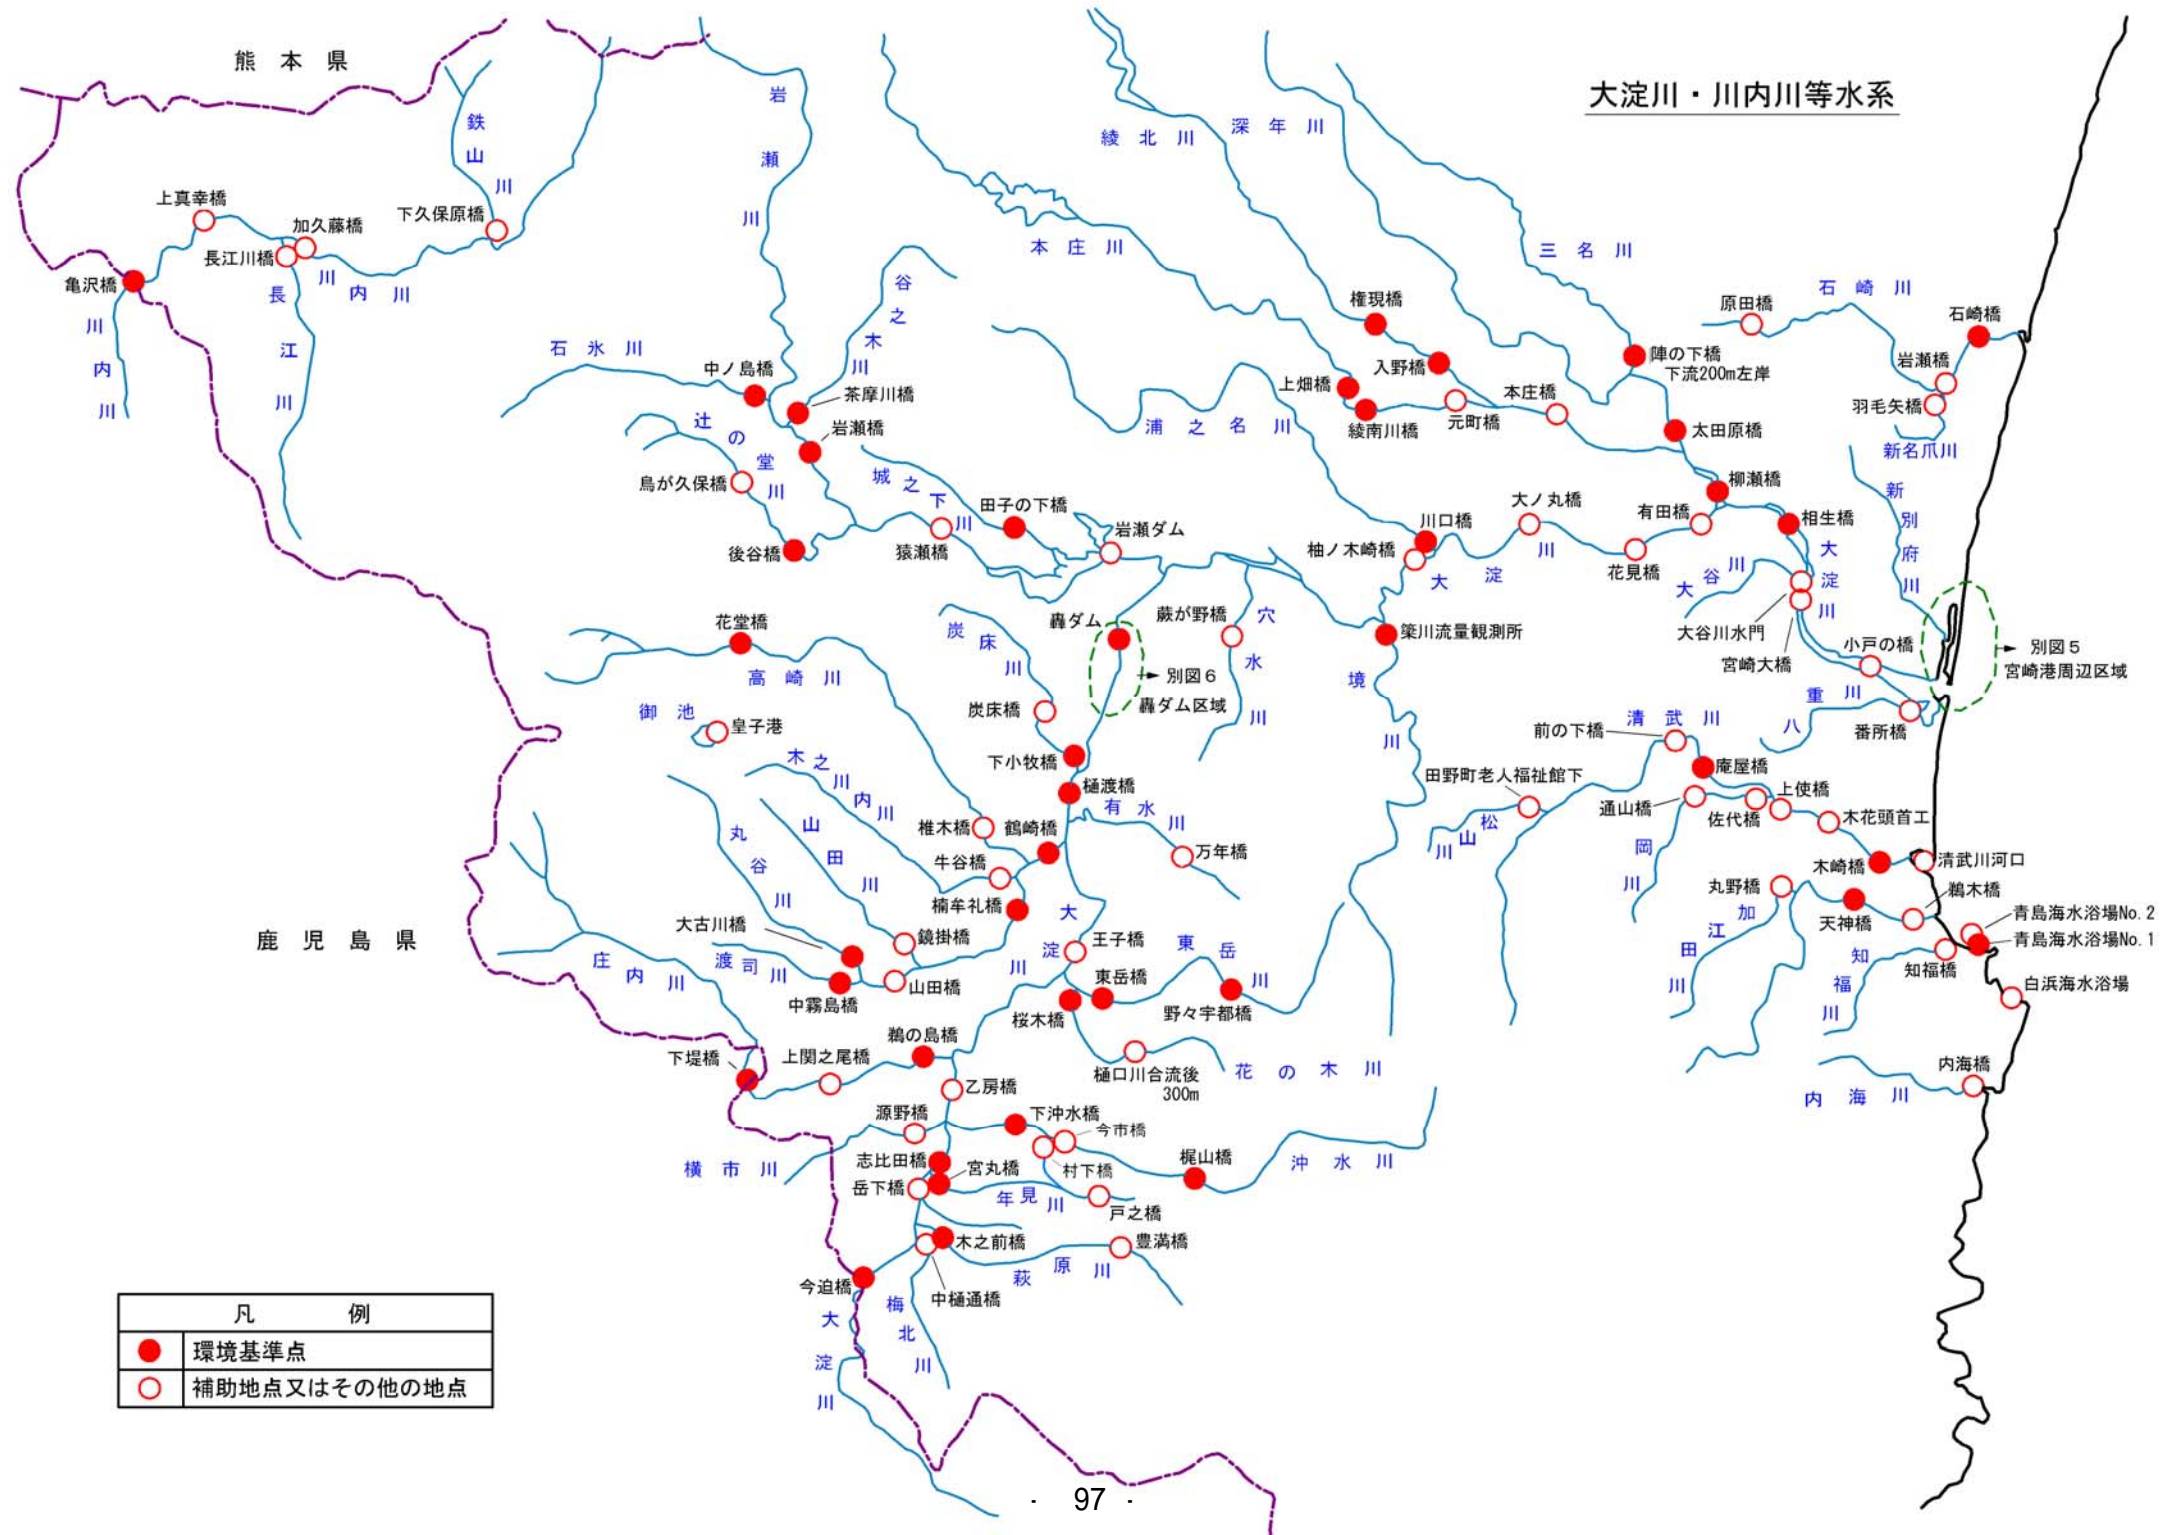 大淀川・川内川等水系
熊本県
鹿児島県
鉄山川
岩瀬川
綾北川
深年川
本庄川
三名川
石崎川
上真幸橋
加久藤橋
下久保原橋
長江川橋
亀沢橋
川内川
川内川
長江川
谷之木川
石氷川
中ノ島橋
茶摩川橋
岩瀬橋
辻の堂川
鳥が久保橋
後谷橋
城之下川
田子の下橋
猿瀬橋
岩瀬ダム
権現橋
入野橋
上畑橋
綾南川橋
元町橋
本庄橋
浦之名川
原田橋
石崎橋
岩瀬橋
羽毛矢橋
新名爪川
陣の下橋
下流200m左岸
太田原橋
柳瀬橋
新別府川
大ノ丸橋
有田橋
相生橋
川口橋
柚ノ木崎橋
大淀川
花見橋
大谷川
大淀川
大谷川水門
宮崎大橋
小戸の橋
別図5
宮崎港周辺区域
八重川
番所橋
花堂橋
高崎川
炭床川
炭床橋
轟ダム
別図6
轟ダム区域
蕨が野橋
穴水川
簗川流量観測所
境川
御池
皇子港
下小牧橋
樋渡橋
有水川
万年橋
木之川内川
山田川
丸谷川
椎木橋
鶴崎橋
牛谷橋
楠牟礼橋
鏡掛橋
大古川橋
渡司川
中霧島橋
山田橋
庄内川
大淀川
王子橋
東岳橋
東岳川
桜木橋
野々宇都橋
樋口川合流後
300m
花の木川
清武川
前の下橋
庵屋橋
田野町老人福祉館下
松山川
通山橋
佐代橋
上使橋
木花頭首工
岡川
木崎橋
清武川河口
丸野橋
加江田川
天神橋
鵜木橋
青島海水浴場No.2
青島海水浴場No.1
知福橋
知福川
白浜海水浴場
内海橋
内海川
下堤橋
上関之尾橋
鵜の島橋
乙房橋
源野橋
下沖水橋
今市橋
横市川
志比田橋
宮丸橋
村下橋
梶山橋
沖水川
岳下橋
年見川
戸之橋
木之前橋
豊満橋
萩原川
今迫橋
中樋通橋
梅北川
大淀川
凡例
環境基準点
補助地点又はその他の地点
- 97 -